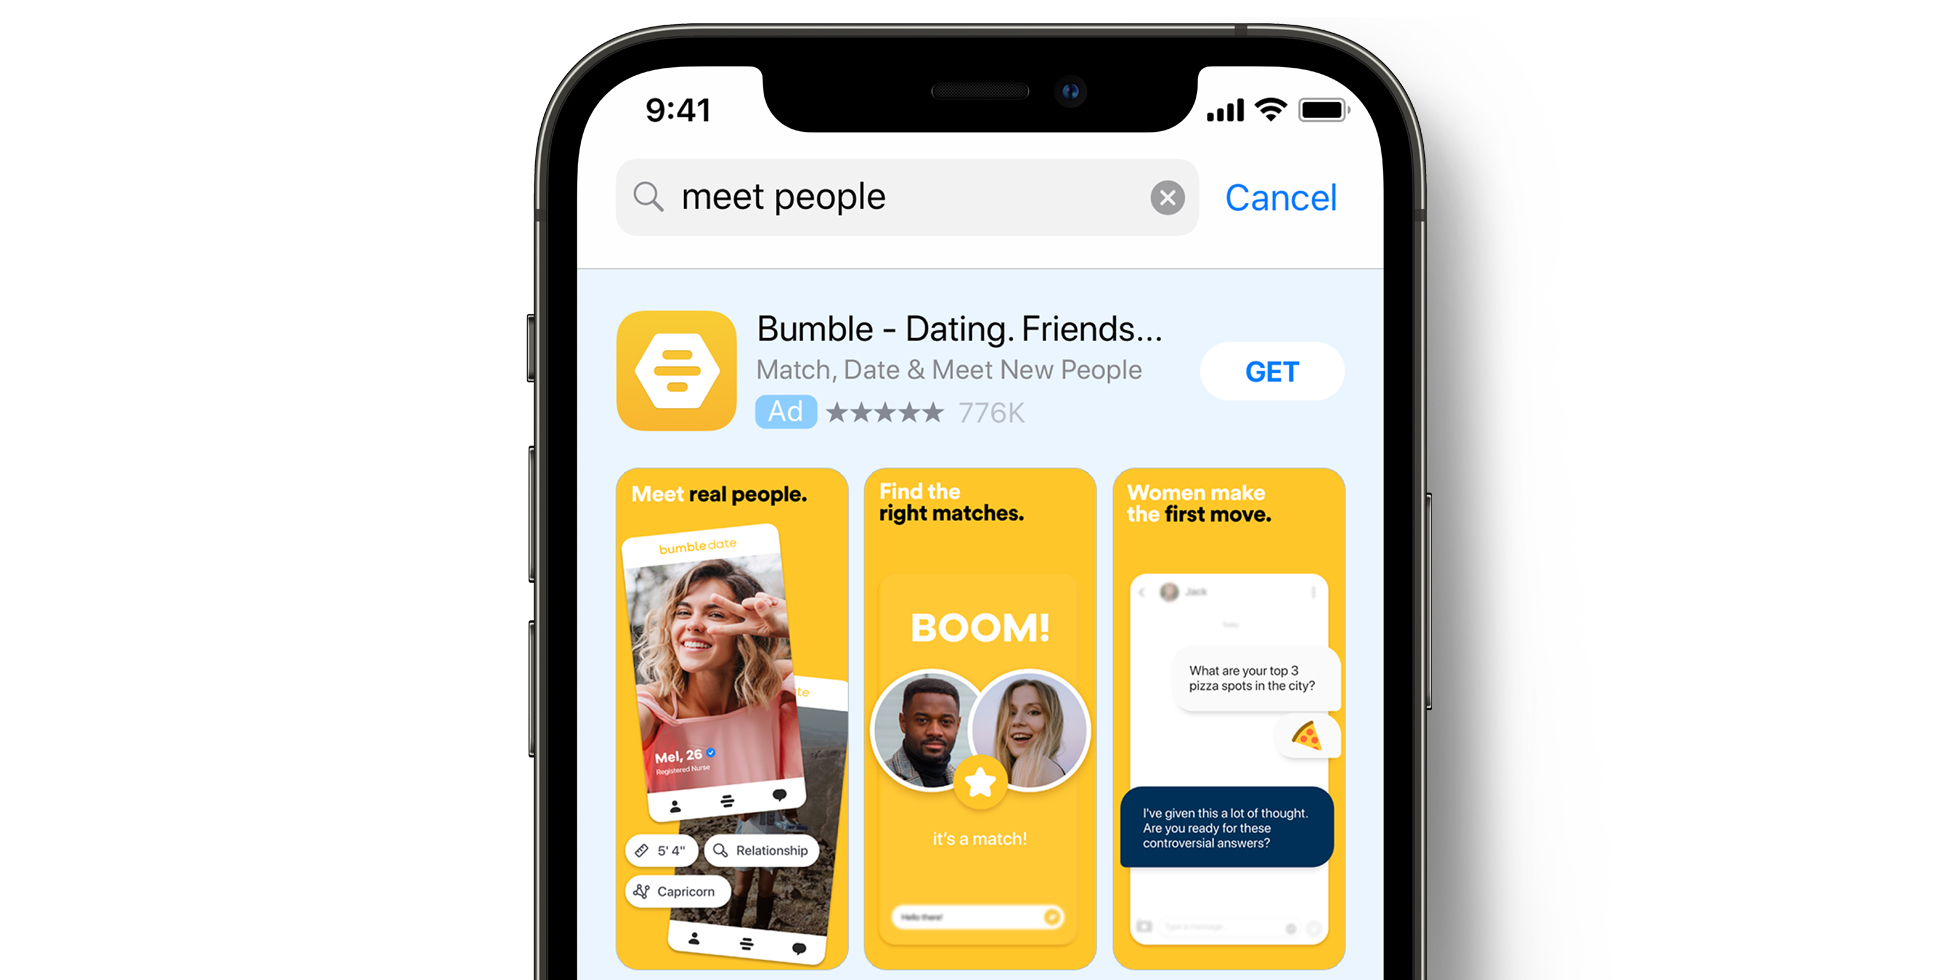 9:41
meet people
Cancel
Bumble - Dating. Friends...
Match, Date & Meet New People
GET
Ad
776K
Meet real people.
bumble date
te
Mel, 26
Registered Nurse
5' 4"
Relationship
Capricorn
Find the
right matches.
BOOM!
it's a match!
Hello there!
Women make
the first move.
Jack
What are your top 3
pizza spots in the city?
I've given this a lot of thought.
Are you ready for these
controversial answers?
Type a message...